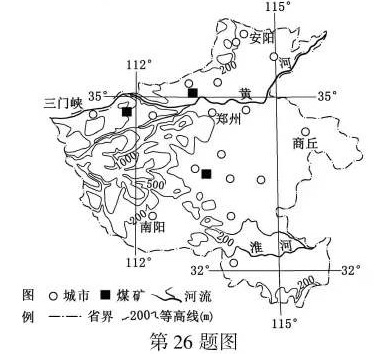 115°
安阳
200
河
112°
35°
黄
35°
三门峡
郑州
商丘
1000
500
200
南阳
200
淮河
32°
32°
112°
200
115°
图例 城市 煤矿 河流
省界 200 等高线(m)
第26题图